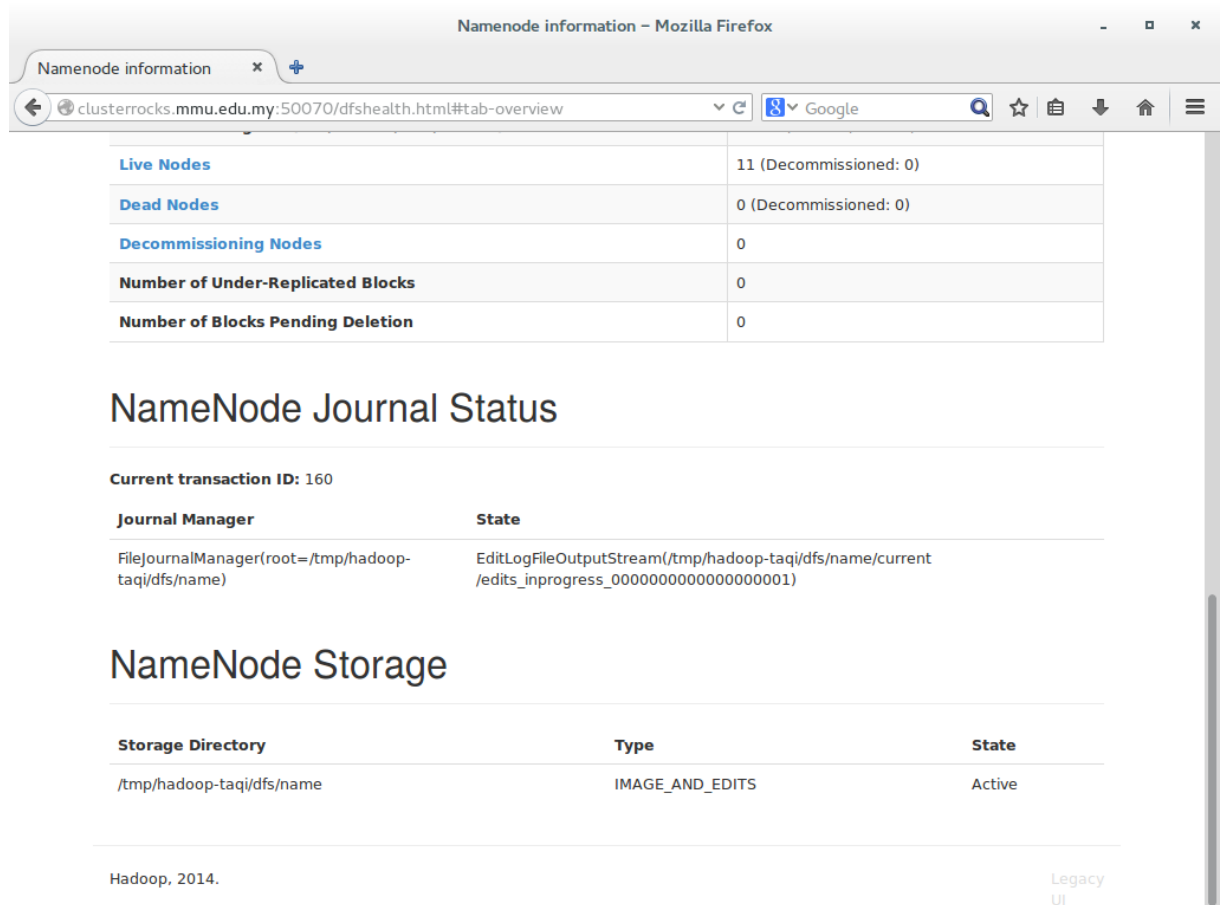 Namenode information – Mozilla Firefox
Namenode information
clusterrocks.mmu.edu.my:50070/dfshealth.html#tab-overview
Google
Live Nodes 11 (Decommissioned: 0)
Dead Nodes 0 (Decommissioned: 0)
Decommissioning Nodes 0
Number of Under-Replicated Blocks 0
Number of Blocks Pending Deletion 0
NameNode Journal Status
Current transaction ID: 160
Journal Manager State
FileJournalManager(root=/tmp/hadoop- EditLogFileOutputStream(/tmp/hadoop-taqi/dfs/name/current
taqi/dfs/name) /edits_inprogress_0000000000000000001)
NameNode Storage
Storage Directory Type State
/tmp/hadoop-taqi/dfs/name IMAGE_AND_EDITS Active
Hadoop, 2014. Legacy
UI